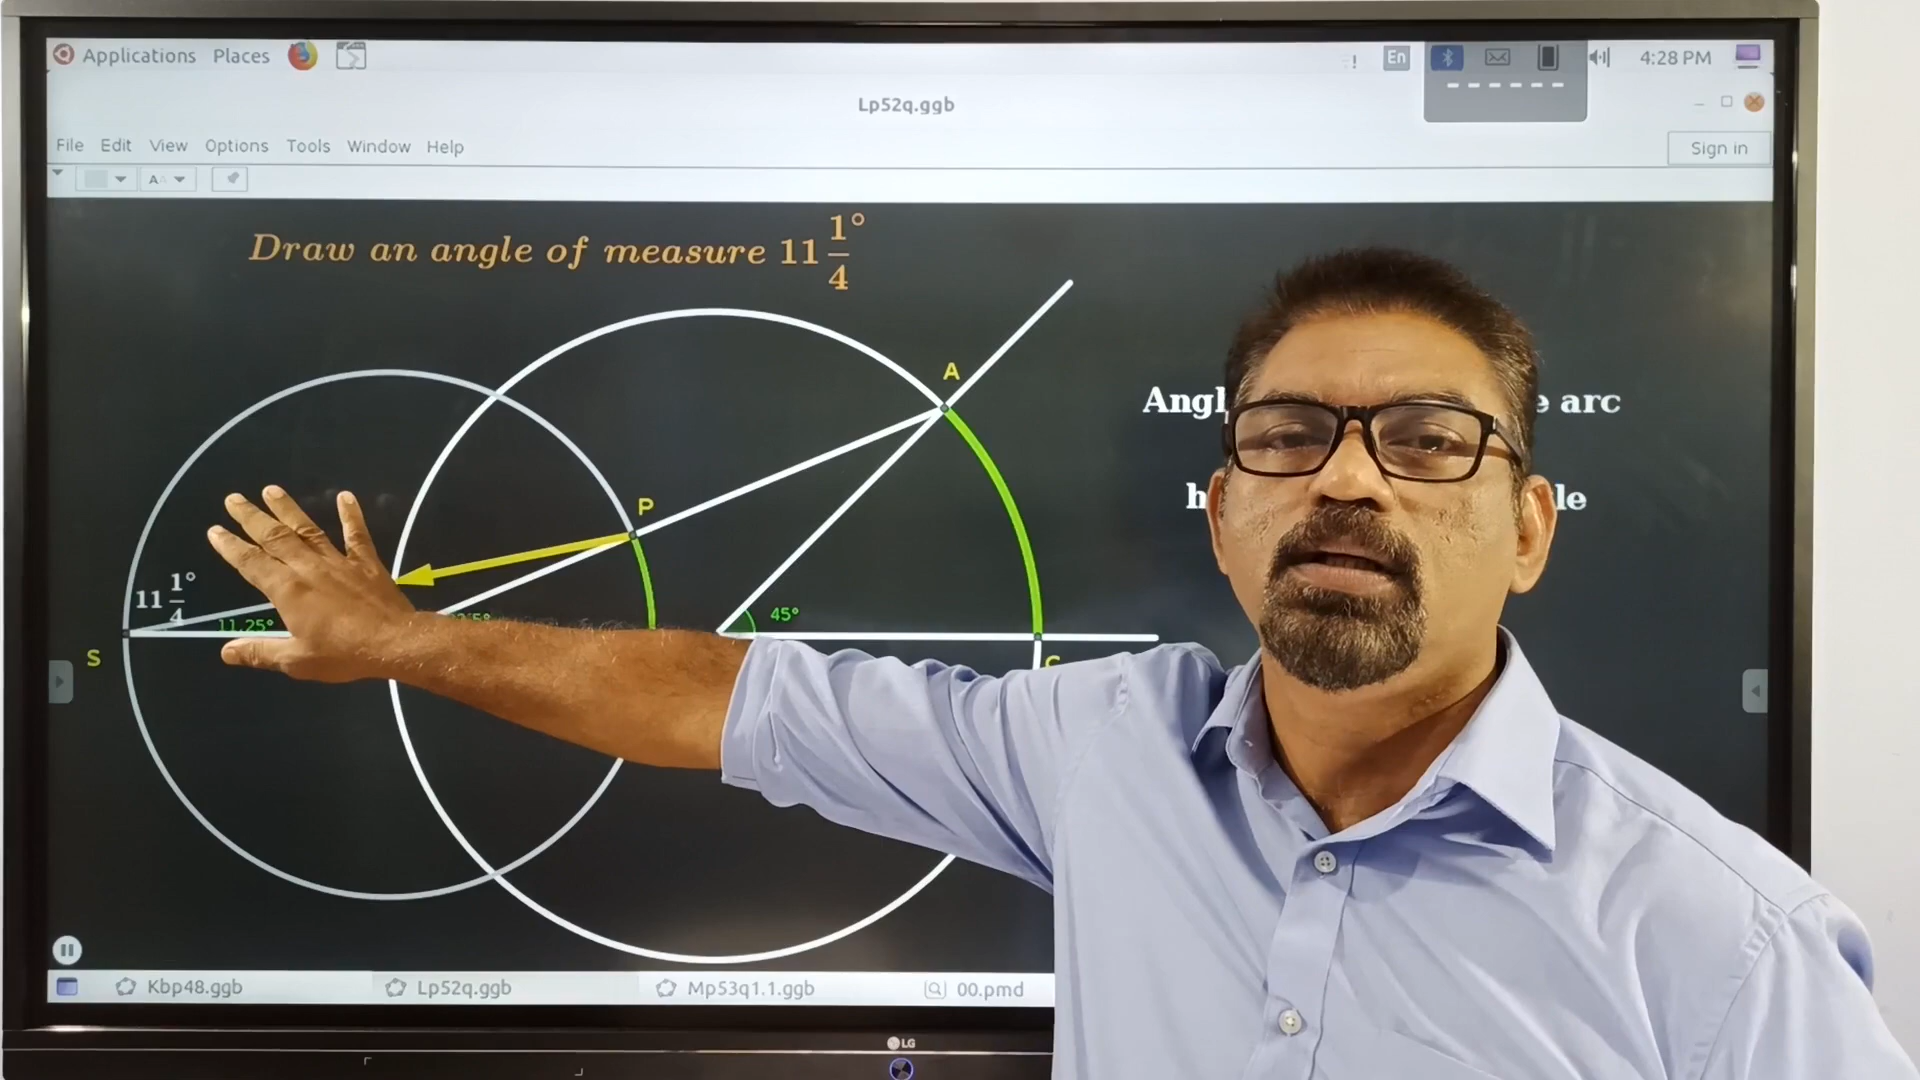 Applications Places En 4:28 PM
Lp52q.ggb
File Edit View Options Tools Window Help Sign in
A
Draw an angle of measure 11 1/4°
A
arc
P
11 1/4°
11.25°
45°
S
C
Kbp48.ggb Lp52q.ggb Mp53q1.1.ggb 00.pmd
LG